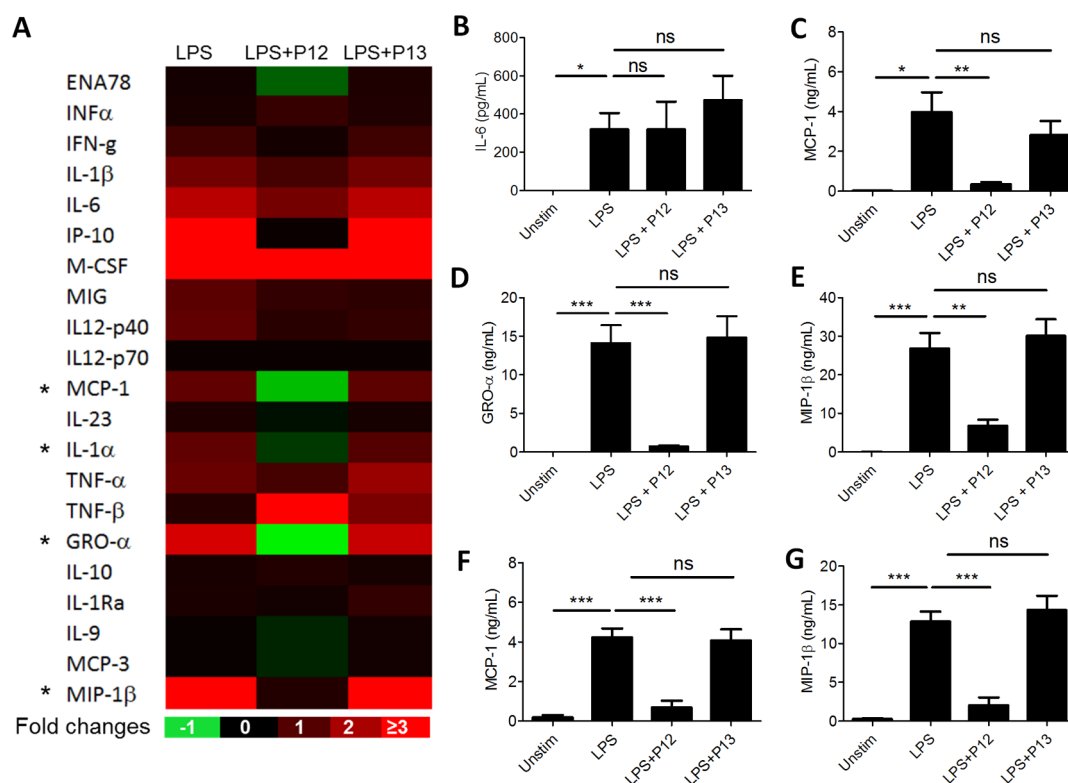 A
LPS LPS+P12 LPS+P13
ENA78
INFα
IFN-g
IL-1β
IL-6
IP-10
M-CSF
MIG
IL12-p40
IL12-p70
* MCP-1
IL-23
* IL-1α
TNF-α
TNF-β
* GRO-α
IL-10
IL-1Ra
IL-9
MCP-3
* MIP-1β
Fold changes -1 0 1 2 ≥3
B
ns
* ns
IL-6 (pg/mL)
800
600
400
200
0
Unstim LPS LPS + P12 LPS + P13
C
ns
* **
MCP-1 (ng/mL)
6
4
2
0
Unstim LPS LPS + P12 LPS + P13
D
ns
*** ***
GRO-α (ng/mL)
15
10
5
0
Unstim LPS LPS + P12 LPS + P13
E
ns
*** **
MIP-1β (ng/mL)
30
20
10
0
Unstim LPS LPS + P12 LPS + P13
F
ns
*** ***
MCP-1 (ng/mL)
6
4
2
0
Unstim LPS LPS+P12 LPS+P13
G
ns
*** ***
MIP-1β (ng/mL)
15
10
5
0
Unstim LPS LPS+P12 LPS+P13